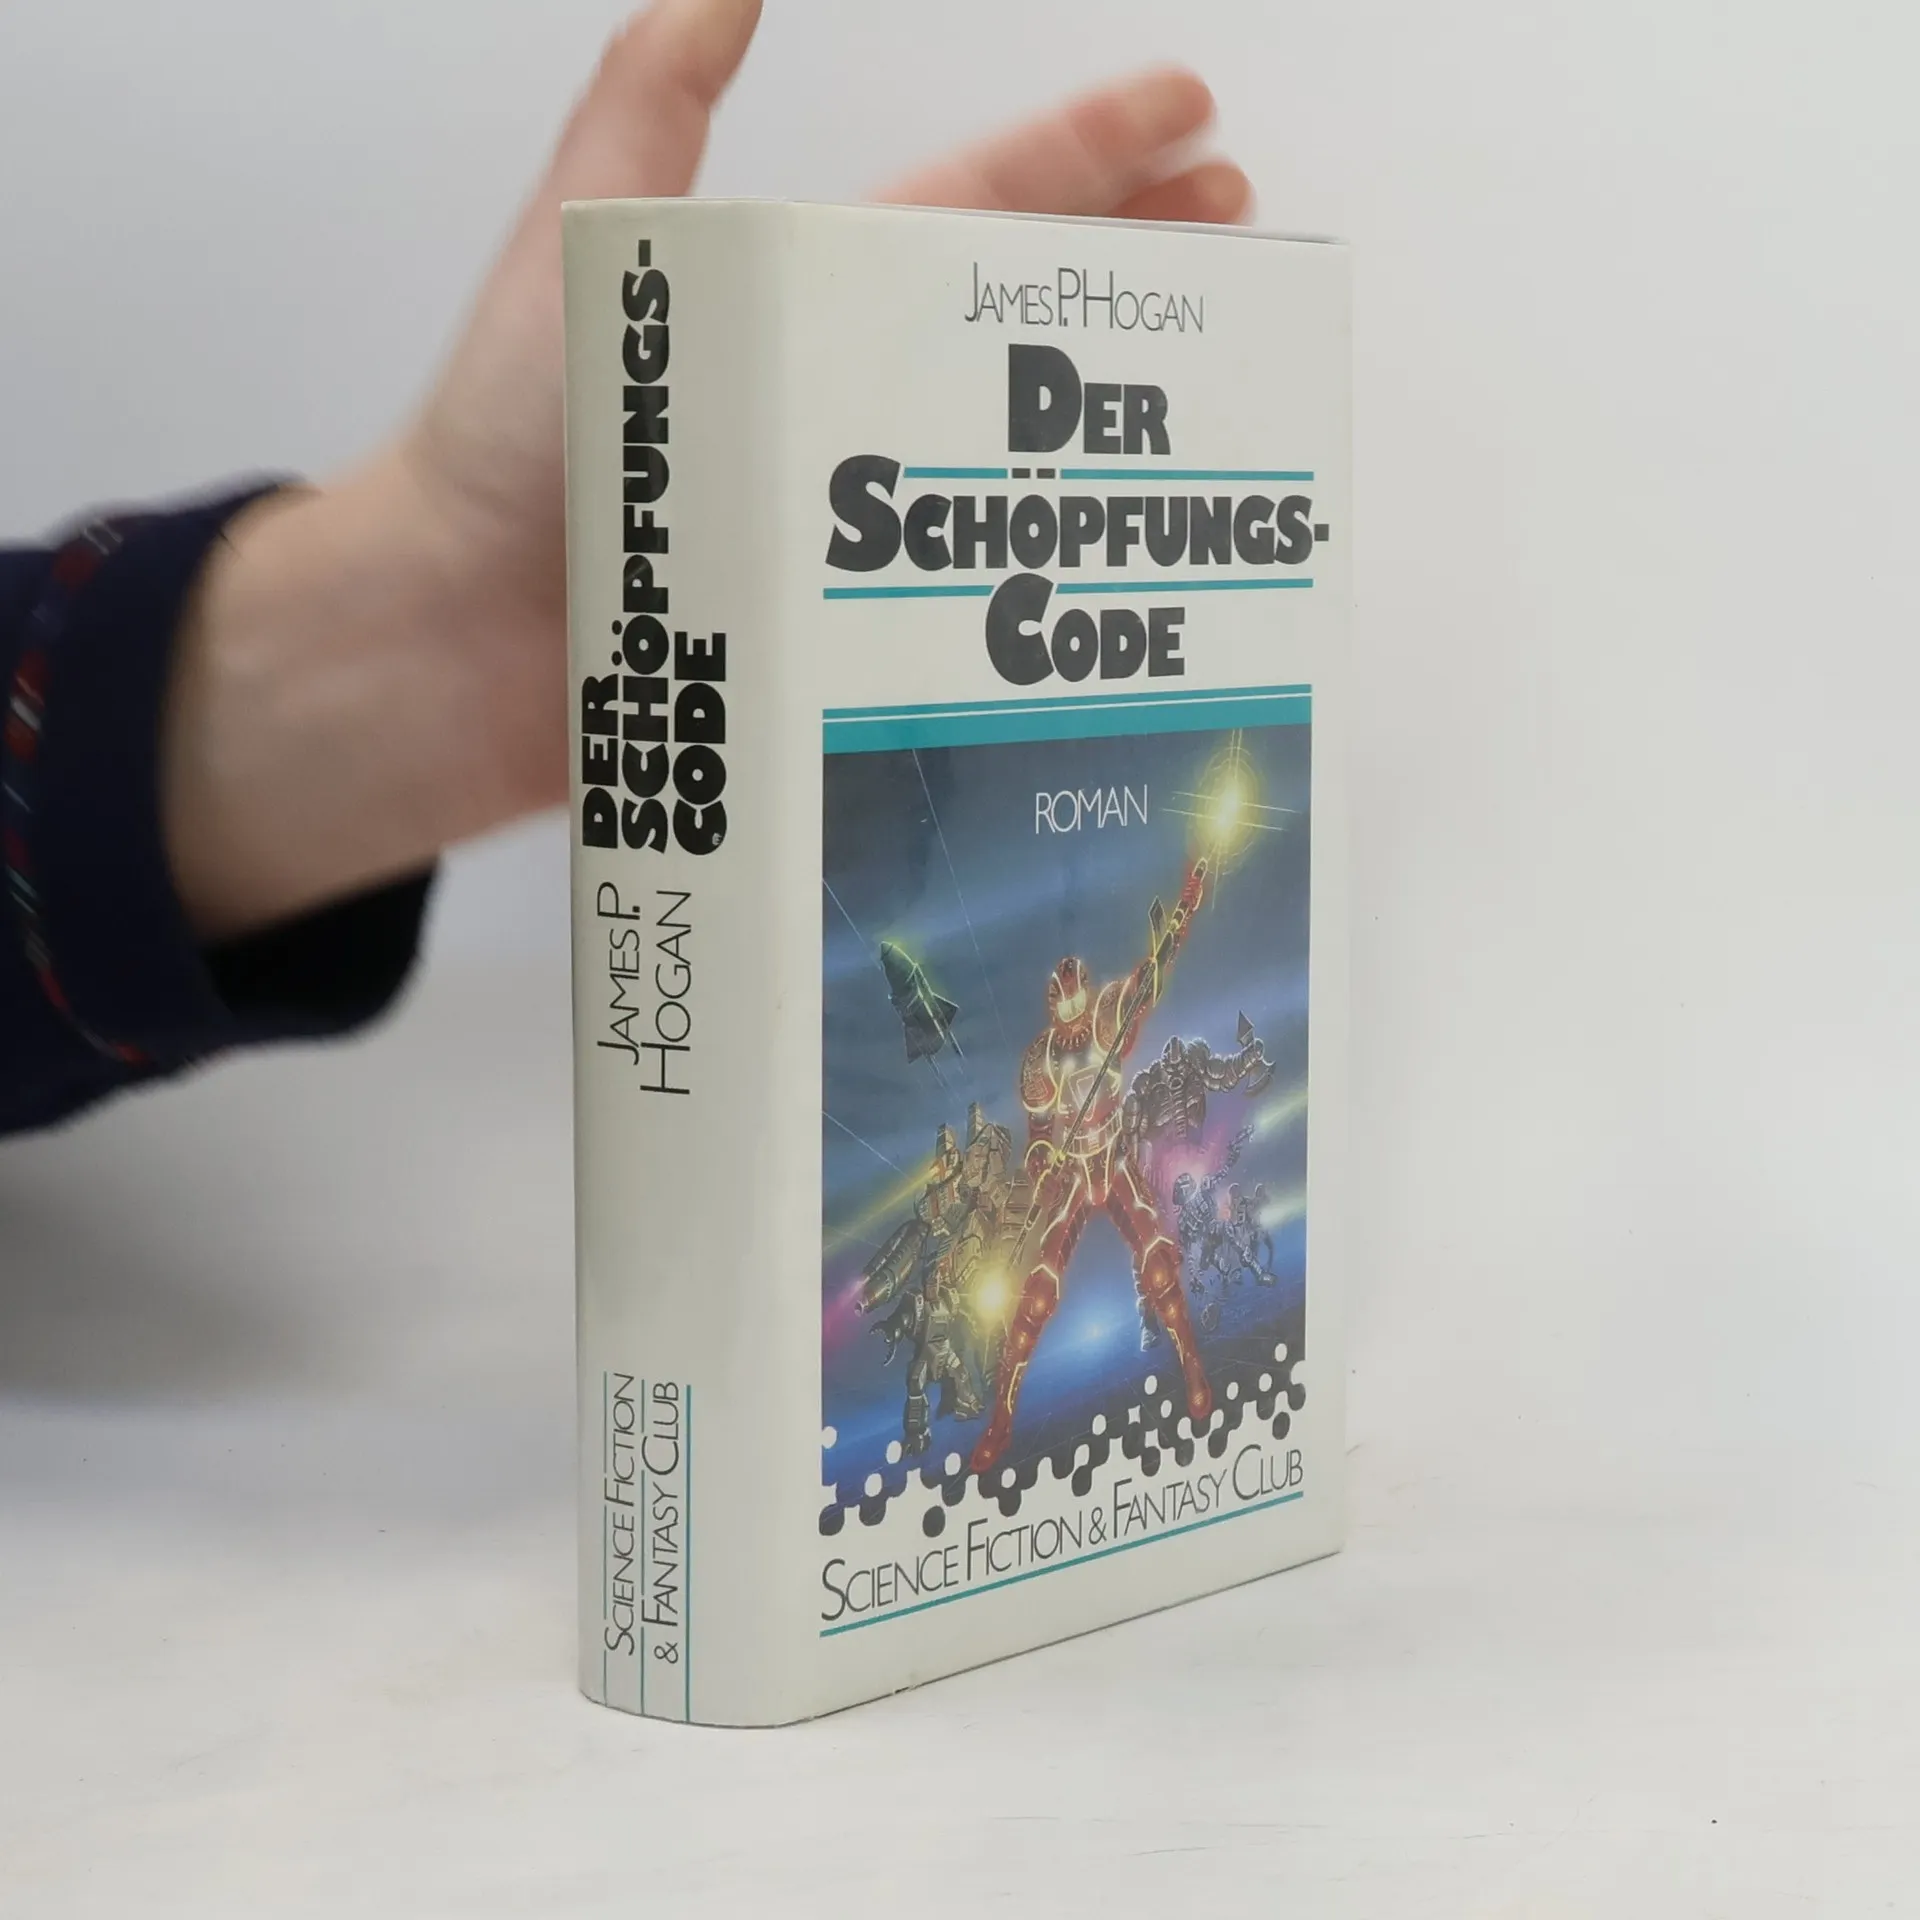 DER
SCHÖPFUNGS-
CODE
JAMES P.
HOGAN
SCIENCE FICTION
& FANTASY CLUB
JAMES P. HOGAN
DER
SCHÖPFUNGS-
CODE
ROMAN
SCIENCE FICTION & FANTASY CLUB